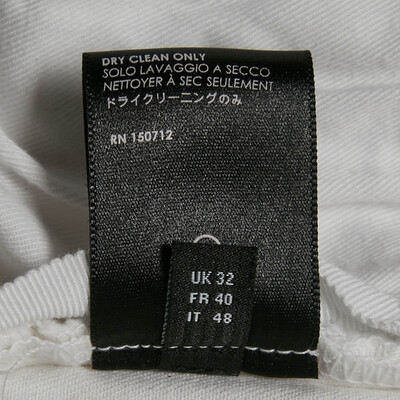 DRY CLEAN ONLY
SOLO LAVAGGIO A SECCO
NETTOYER À SEC SEULEMENT
ドライクリーニングのみ
RN 150712
UK 32
FR 40
IT 48